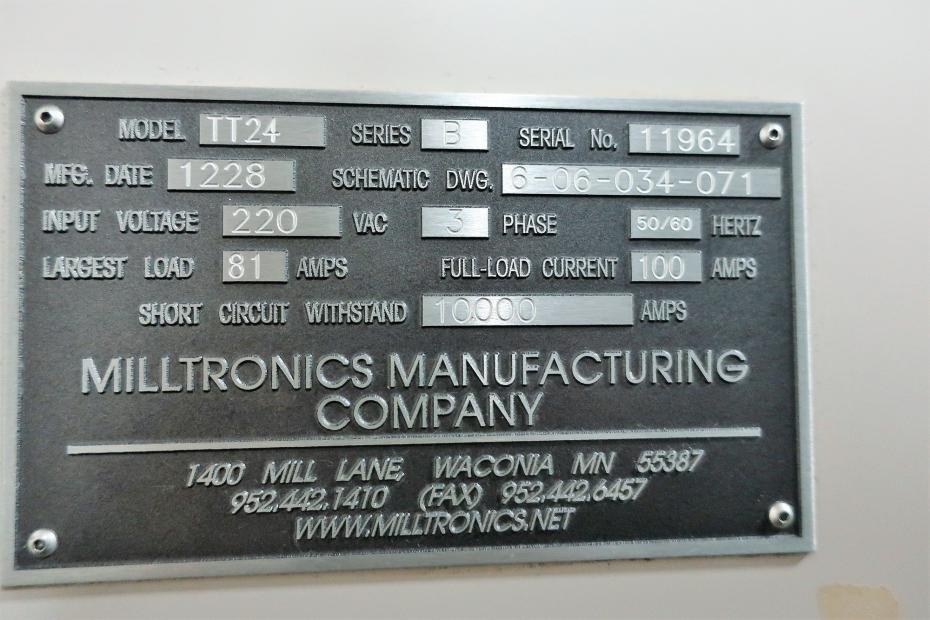 MODEL TT24 SERIES B SERIAL No. 11964
MFG. DATE 1228 SCHEMATIC DWG. 6-06-034-071
INPUT VOLTAGE 220 VAC 3 PHASE 50/60 HERTZ
LARGEST LOAD 81 AMPS FULL-LOAD CURRENT 100 AMPS
SHORT CIRCUIT WITHSTAND 10000 AMPS
MILLTRONICS MANUFACTURING
COMPANY
1400 MILL LANE, WACONIA MN 55387
952.442.1410 (FAX) 952.442.6457
WWW.MILLTRONICS.NET